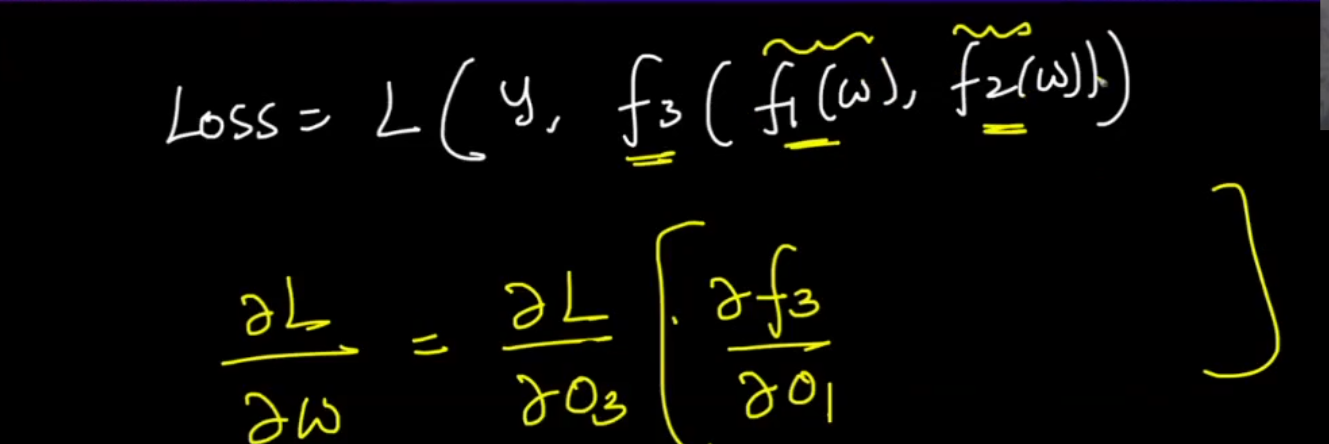 Loss = L(y, f₃(f₁(ω), f₂(ω)))
∂L/∂ω = ∂L/∂O₃ [ . ∂f₃/∂O₁ ]